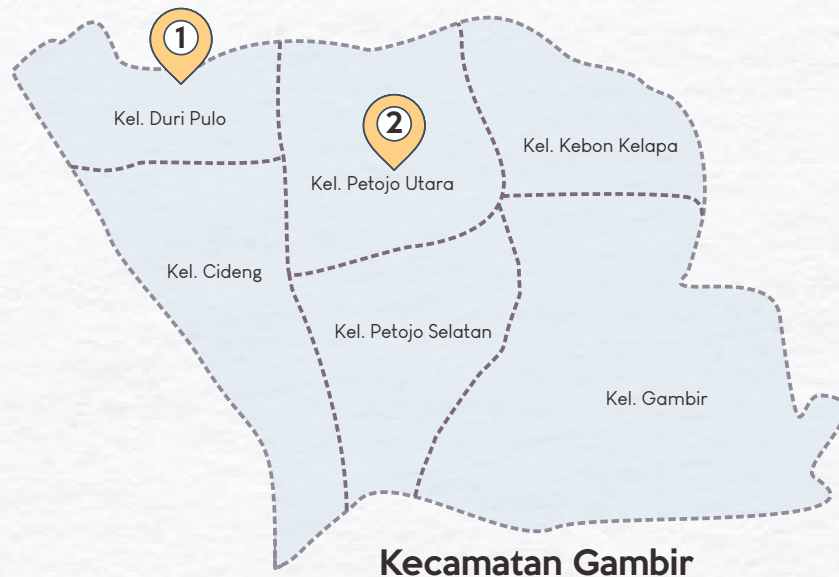 1
Kel. Duri Pulo
2
Kel. Kebon Kelapa
Kel. Petojo Utara
Kel. Cideng
Kel. Petojo Selatan
Kel. Gambir
Kecamatan Gambir